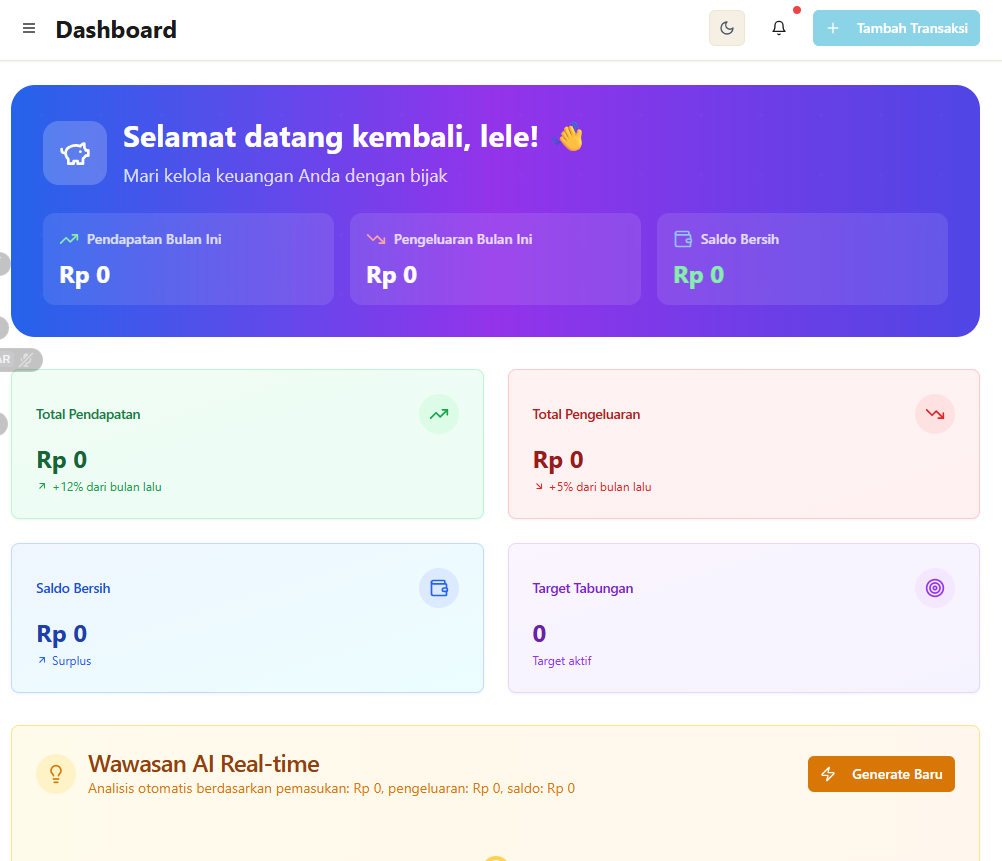 Dashboard
Tambah Transaksi
Selamat datang kembali, lele! 👋
Mari kelola keuangan Anda dengan bijak
Pendapatan Bulan Ini
Rp 0
Pengeluaran Bulan Ini
Rp 0
Saldo Bersih
Rp 0
AR
Total Pendapatan
Rp 0
+12% dari bulan lalu
Total Pengeluaran
Rp 0
+5% dari bulan lalu
Saldo Bersih
Rp 0
Surplus
Target Tabungan
0
Target aktif
Wawasan AI Real-time
Analisis otomatis berdasarkan pemasukan: Rp 0, pengeluaran: Rp 0, saldo: Rp 0
Generate Baru